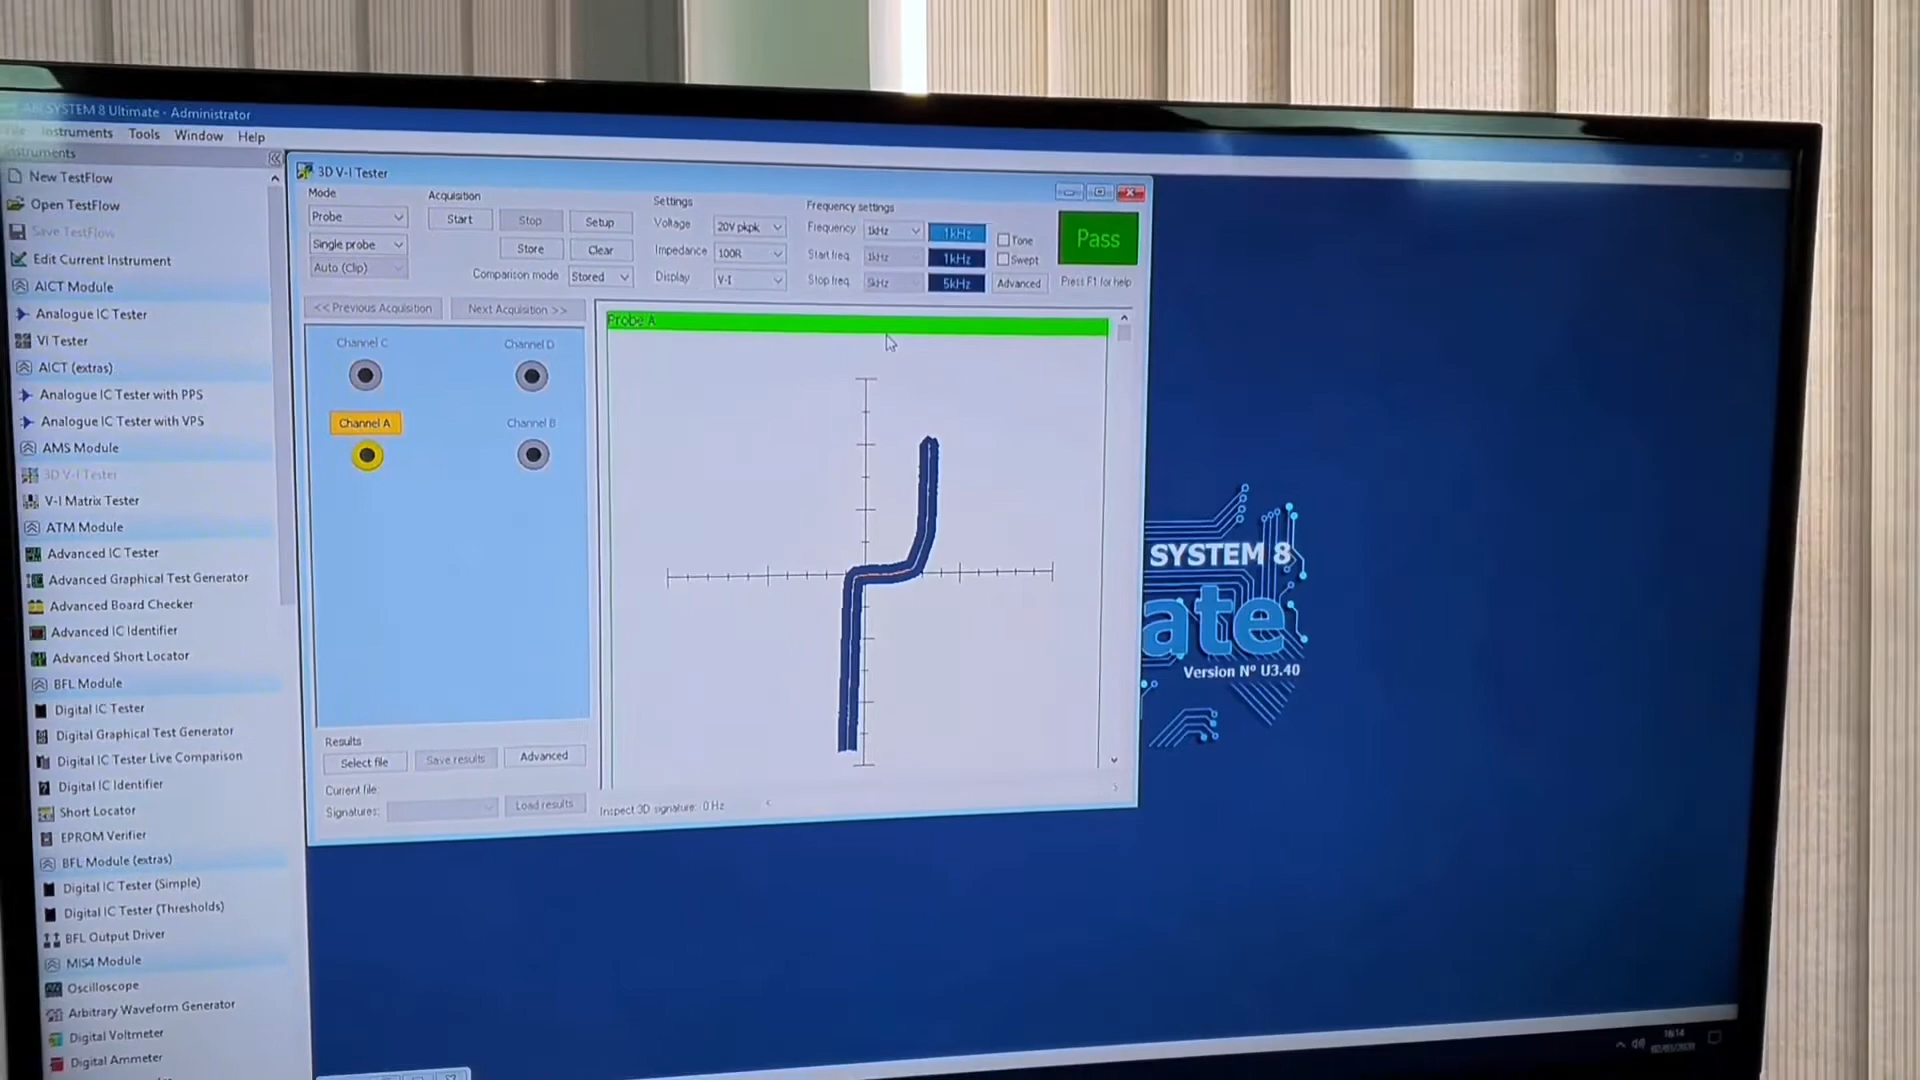 SYSTEM 8 Ultimate - Administrator
Instruments Tools Window Help
Instruments
New TestFlow
Open TestFlow
Save TestFlow
Edit Current Instrument
AICT Module
Analogue IC Tester
VI Tester
AICT (extras)
Analogue IC Tester with PPS
Analogue IC Tester with VPS
AMS Module
3D V-I Tester
V-I Matrix Tester
ATM Module
Advanced IC Tester
Advanced Graphical Test Generator
Advanced Board Checker
Advanced IC Identifier
Advanced Short Locator
BFL Module
Digital IC Tester
Digital Graphical Test Generator
Digital IC Tester Live Comparison
Digital IC Identifier
Short Locator
EPROM Verifier
BFL Module (extras)
Digital IC Tester (Simple)
Digital IC Tester (Thresholds)
BFL Output Driver
MIS4 Module
Oscilloscope
Arbitrary Waveform Generator
Digital Voltmeter
Digital Ammeter
3D V-I Tester
Mode
Probe
Single probe
Auto (Clip)
Acquisition
Start Stop Setup
Store Clear
Comparison mode Stored
Settings
Voltage 20V pkpk
Impedance 100R
Display V-I
Frequency settings
Frequency 1kHz 1kHz
Start freq. 1kHz 1kHz
Stop freq. 5kHz 5kHz
Tone
Swept
Advanced
Pass
Press F1 for help
<< Previous Acquisition Next Acquisition >>
Channel C Channel D
Channel A Channel B
Probe A
Results
Select file Save results Advanced
Current file:
Signatures: Load results
Inspect 3D signature: 0 Hz
SYSTEM 8
ate
Version Nº U3.40
16:14